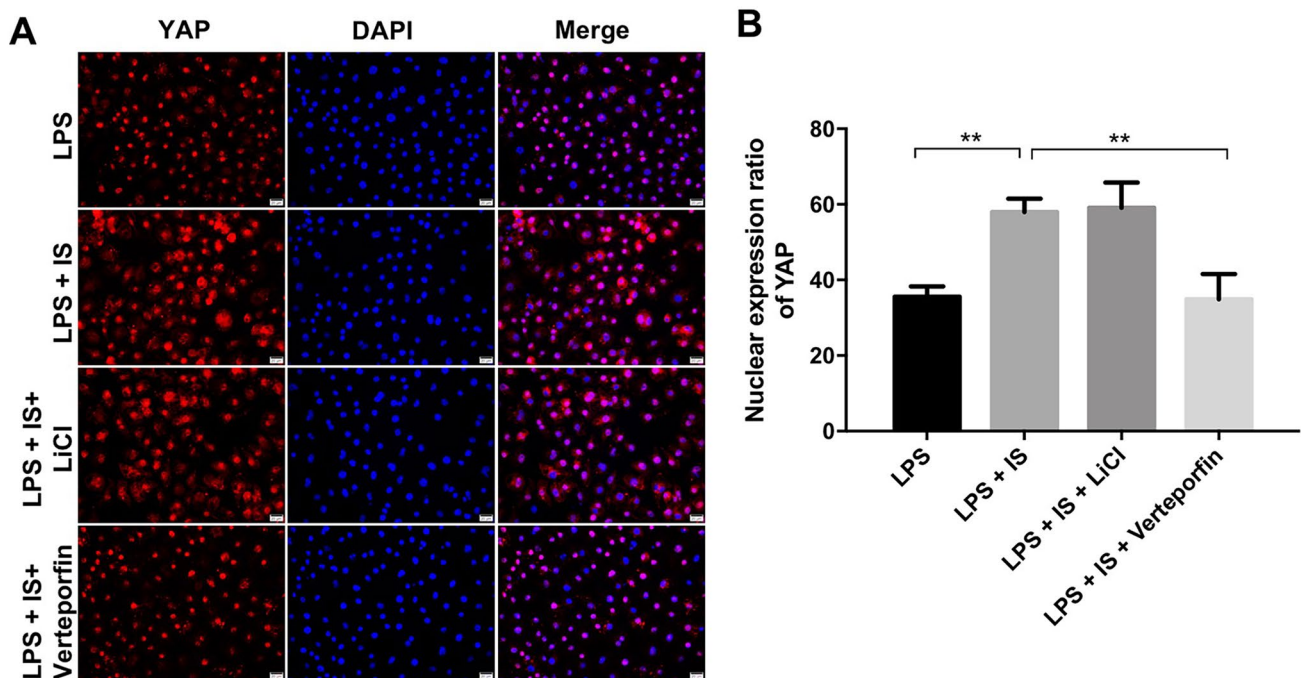 A
YAP
DAPI
Merge
LPS
LPS + IS
LPS + IS+
LiCl
LPS + IS+
Verteporfin
B
Nuclear expression ratio
of YAP
80
60
40
20
0
**
**
LPS
LPS + IS
LPS + IS + LiCl
LPS + IS + Verteporfin